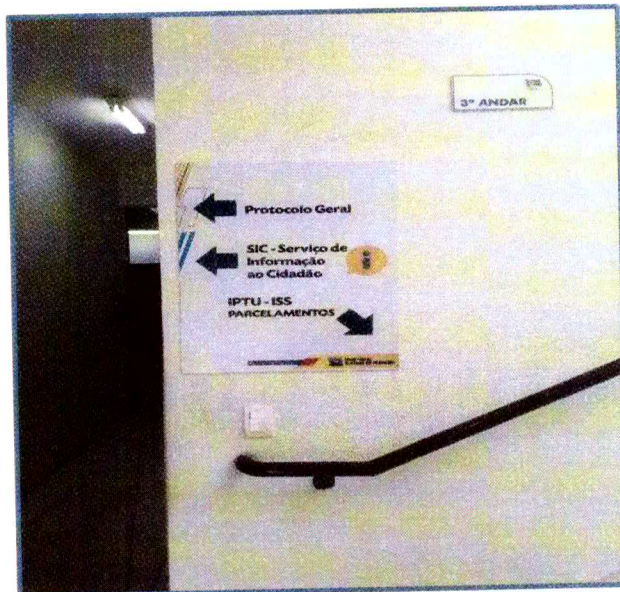 3º ANDAR
Protocolo Geral
SIC - Serviço de
Informação
ao Cidadão
IPTU - ISS
PARCELAMENTOS